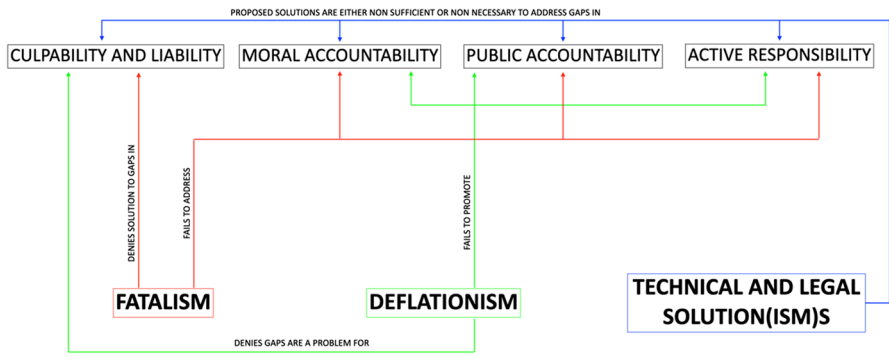 PROPOSED SOLUTIONS ARE EITHER NON SUFFICIENT OR NON NECESSARY TO ADDRESS GAPS IN
CULPABILITY AND LIABILITY
MORAL ACCOUNTABILITY
PUBLIC ACCOUNTABILITY
ACTIVE RESPONSIBILITY
DENIES SOLUTION TO GAPS IN
FAILS TO ADDRESS
FAILS TO PROMOTE
FATALISM
DEFLATIONISM
TECHNICAL AND LEGAL
SOLUTION(ISM)S
DENIES GAPS ARE A PROBLEM FOR